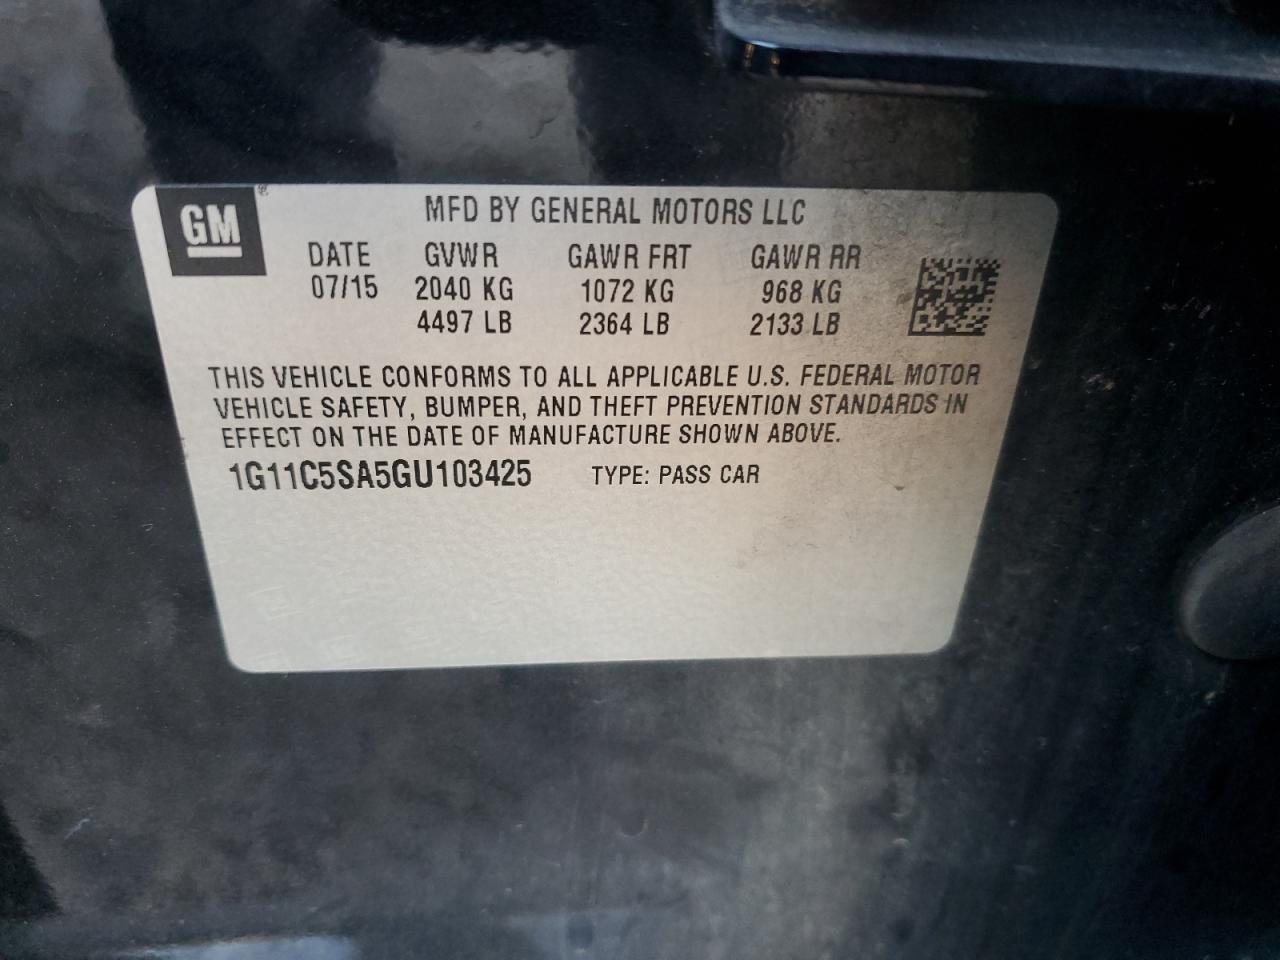 GM ®
MFD BY GENERAL MOTORS LLC
DATE GVWR GAWR FRT GAWR RR
07/15 2040 KG 1072 KG 968 KG
4497 LB 2364 LB 2133 LB
THIS VEHICLE CONFORMS TO ALL APPLICABLE U.S. FEDERAL MOTOR
VEHICLE SAFETY, BUMPER, AND THEFT PREVENTION STANDARDS IN
EFFECT ON THE DATE OF MANUFACTURE SHOWN ABOVE.
1G11C5SA5GU103425 TYPE: PASS CAR